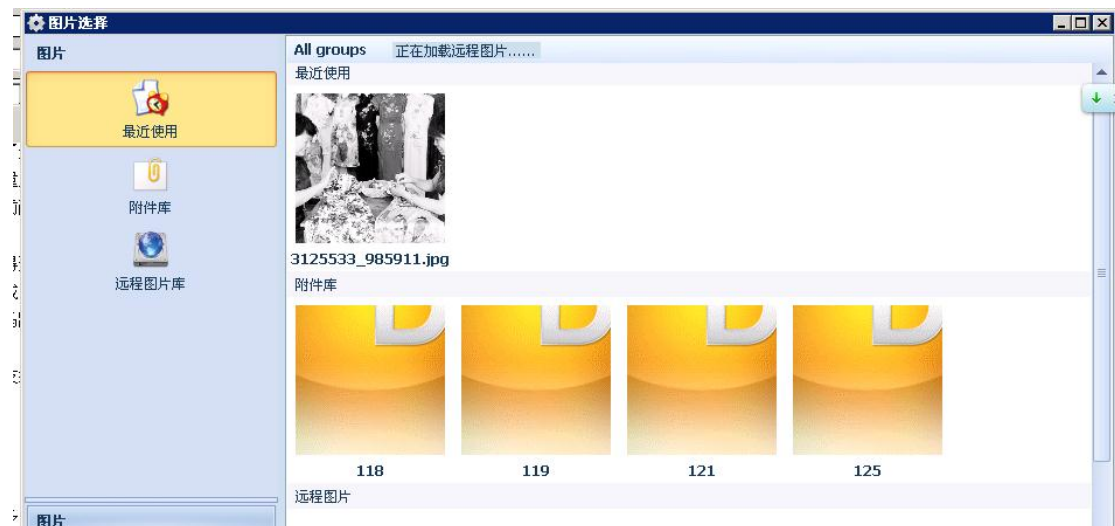 图片选择
图片
All groups 正在加载远程图片......
最近使用
最近使用
3125533_985911.jpg
附件库
远程图片库
附件库
118 119 121 125
远程图片
图片